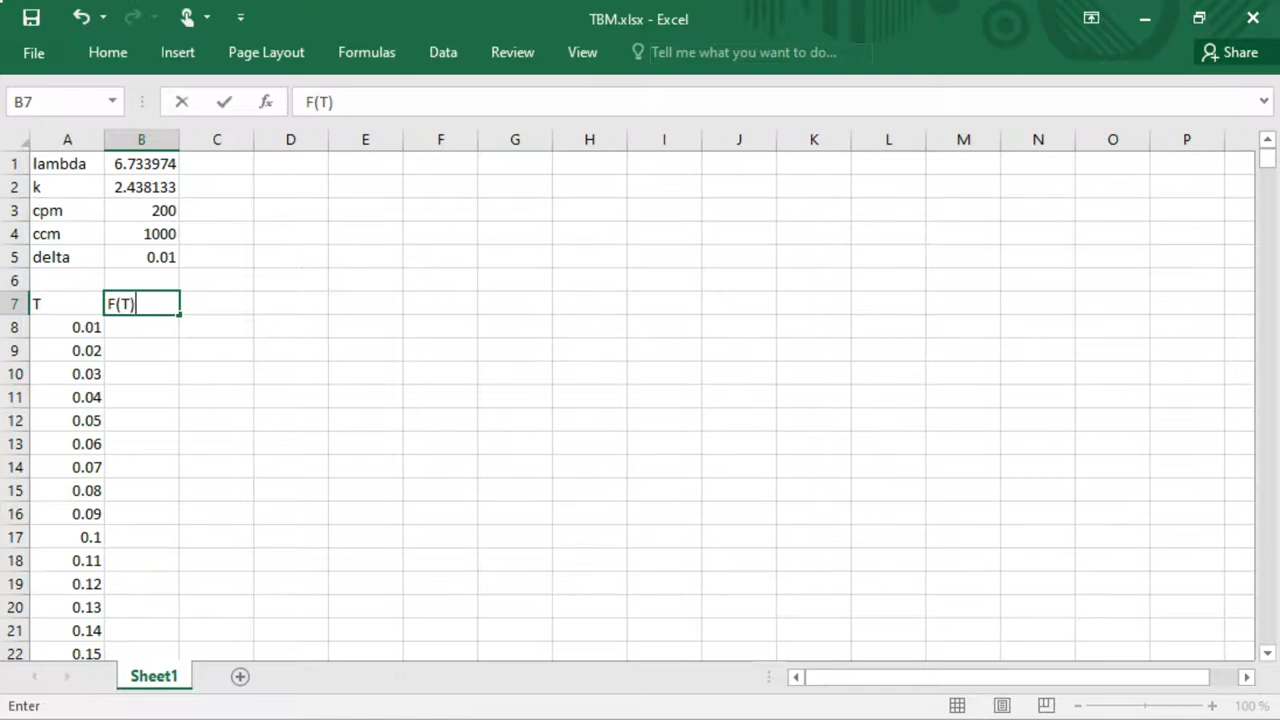 TBM.xlsx - Excel
File Home Insert Page Layout Formulas Data Review View Tell me what you want to do... Share
B7 fx F(T)
A B C D E F G H I J K L M N O P
1 lambda 6.733974
2 k 2.438133
3 cpm 200
4 ccm 1000
5 delta 0.01
6
7 T F(T)
8 0.01
9 0.02
10 0.03
11 0.04
12 0.05
13 0.06
14 0.07
15 0.08
16 0.09
17 0.1
18 0.11
19 0.12
20 0.13
21 0.14
22 0.15
Sheet1
Enter 100 %